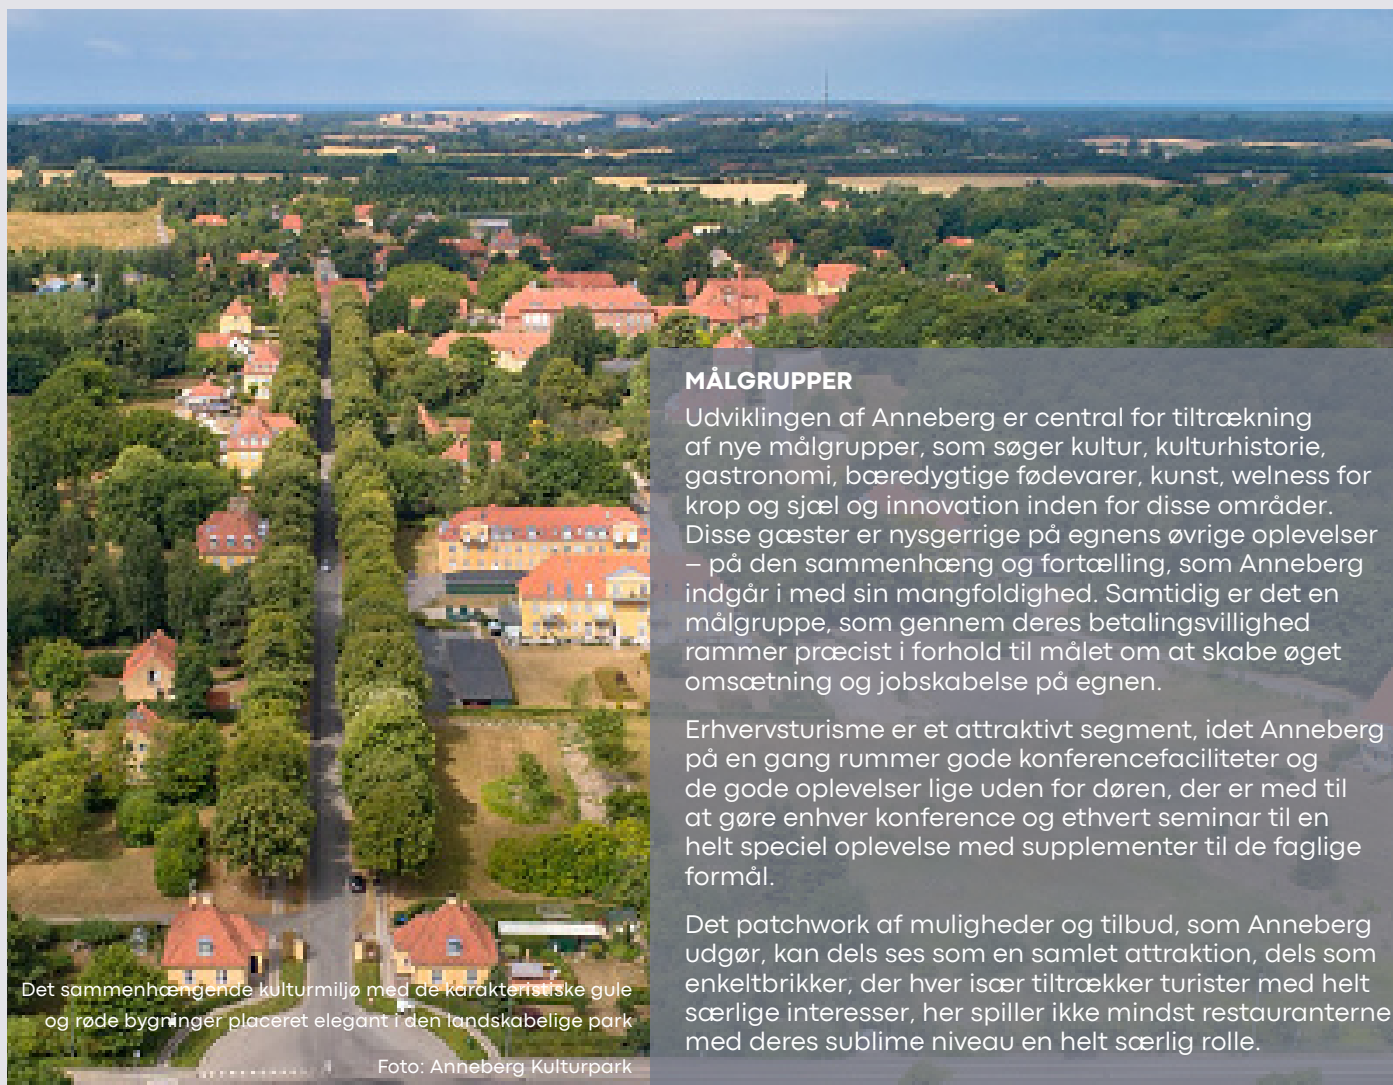 MÅLGRUPPER
Udviklingen af Anneberg er central for tiltrækning
af nye målgrupper, som søger kultur, kulturhistorie,
gastronomi, bæredygtige fødevarer, kunst, welness for
krop og sjæl og innovation inden for disse områder.
Disse gæster er nysgerrige på egnens øvrige oplevelser
– på den sammenhæng og fortælling, som Anneberg
indgår i med sin mangfoldighed. Samtidig er det en
målgruppe, som gennem deres betalingsvillighed
rammer præcist i forhold til målet om at skabe øget
omsætning og jobskabelse på egnen.
Erhvervsturisme er et attraktivt segment, idet Anneberg
på en gang rummer gode konferencefaciliteter og
de gode oplevelser lige uden for døren, der er med til
at gøre enhver konference og ethvert seminar til en
helt speciel oplevelse med supplementer til de faglige
formål.
Det patchwork af muligheder og tilbud, som Anneberg
udgør, kan dels ses som en samlet attraktion, dels som
enkeltbrikker, der hver især tiltrækker turister med helt
særlige interesser, her spiller ikke mindst restauranterne
med deres sublime niveau en helt særlig rolle.
Det sammenhængende kulturmiljø med de karakteristiske gule
og røde bygninger placeret elegant i den landskabelige park
Foto: Anneberg Kulturpark